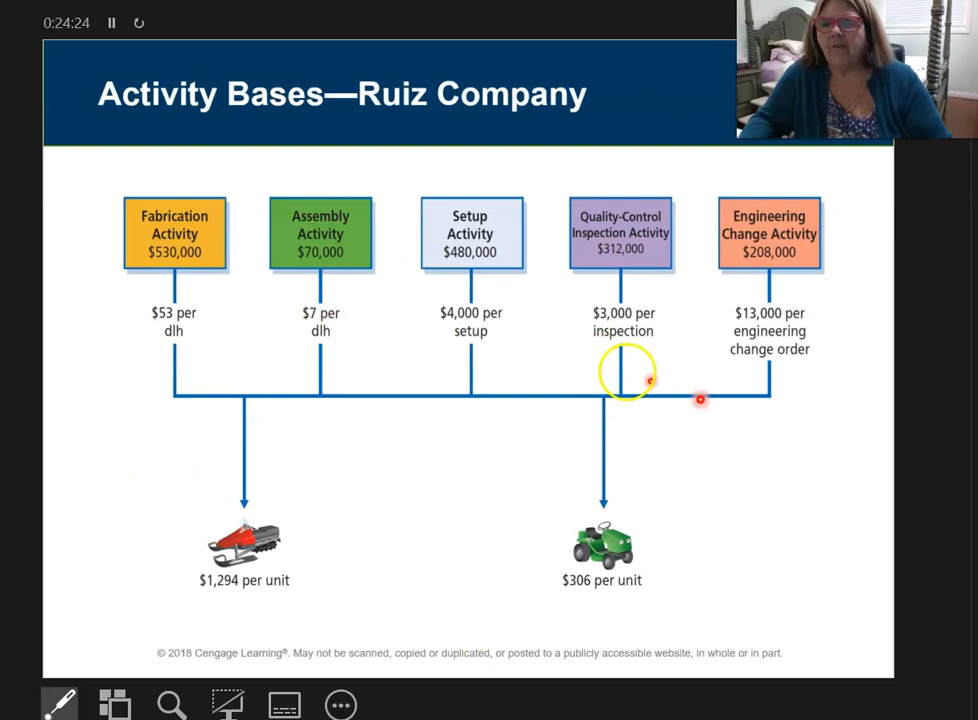 0:24:24
Activity Bases—Ruiz Company
Fabrication
Activity
$530,000
Assembly
Activity
$70,000
Setup
Activity
$480,000
Quality-Control
Inspection Activity
$312,000
Engineering
Change Activity
$208,000
$53 per
dlh
$7 per
dlh
$4,000 per
setup
$3,000 per
inspection
$13,000 per
engineering
change order
$1,294 per unit
$306 per unit
© 2018 Cengage Learning®. May not be scanned, copied or duplicated, or posted to a publicly accessible website, in whole or in part.